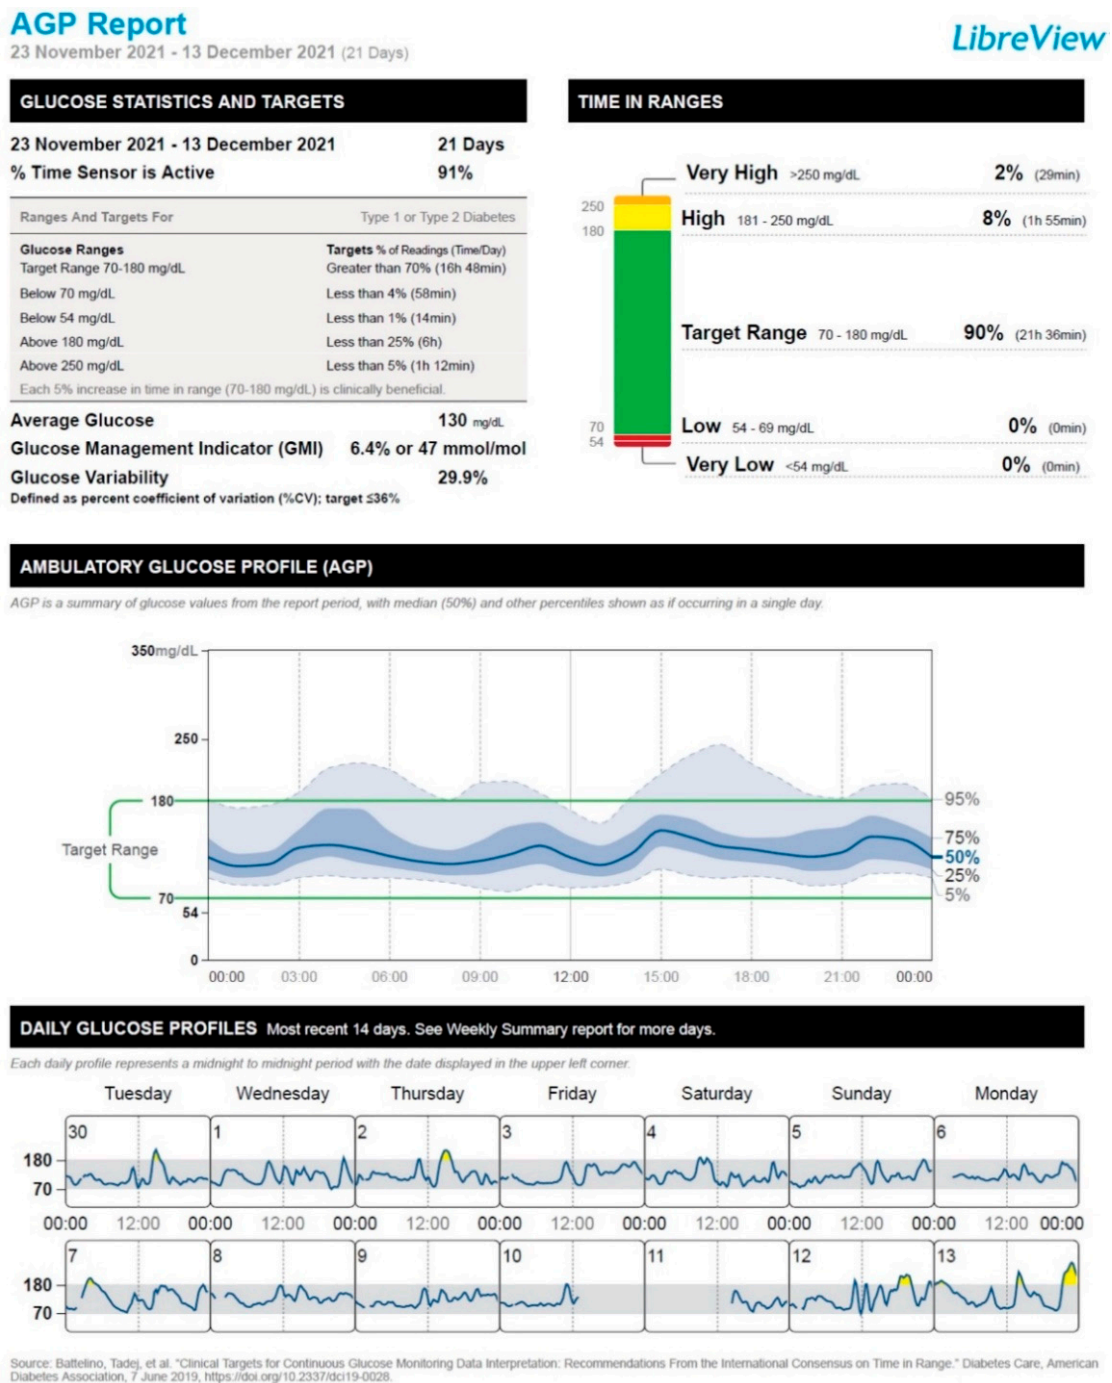 AGP Report
LibreView
23 November 2021 - 13 December 2021 (21 Days)
GLUCOSE STATISTICS AND TARGETS
23 November 2021 - 13 December 2021 21 Days
% Time Sensor is Active 91%
Ranges And Targets For Type 1 or Type 2 Diabetes
Glucose Ranges Targets % of Readings (Time/Day)
Target Range 70-180 mg/dL Greater than 70% (16h 48min)
Below 70 mg/dL Less than 4% (58min)
Below 54 mg/dL Less than 1% (14min)
Above 180 mg/dL Less than 25% (6h)
Above 250 mg/dL Less than 5% (1h 12min)
Each 5% increase in time in range (70-180 mg/dL) is clinically beneficial.
Average Glucose 130 mg/dL
Glucose Management Indicator (GMI) 6.4% or 47 mmol/mol
Glucose Variability 29.9%
Defined as percent coefficient of variation (%CV); target ≤36%
TIME IN RANGES
Very High >250 mg/dL 2% (29min)
250
High 181 - 250 mg/dL 8% (1h 55min)
180
Target Range 70 - 180 mg/dL 90% (21h 36min)
70
Low 54 - 69 mg/dL 0% (0min)
54
Very Low <54 mg/dL 0% (0min)
AMBULATORY GLUCOSE PROFILE (AGP)
AGP is a summary of glucose values from the report period, with median (50%) and other percentiles shown as if occurring in a single day.
350mg/dL
250
180
95%
75%
Target Range
50%
25%
5%
70
54
0
00:00 03:00 06:00 09:00 12:00 15:00 18:00 21:00 00:00
DAILY GLUCOSE PROFILES Most recent 14 days. See Weekly Summary report for more days.
Each daily profile represents a midnight to midnight period with the date displayed in the upper left corner.
Tuesday Wednesday Thursday Friday Saturday Sunday Monday
30 1 2 3 4 5 6
180
70
00:00 12:00 00:00 12:00 00:00 12:00 00:00 12:00 00:00 12:00 00:00 12:00 00:00 12:00 00:00
7 8 9 10 11 12 13
180
70
Source: Battelino, Tadej, et al. "Clinical Targets for Continuous Glucose Monitoring Data Interpretation: Recommendations From the International Consensus on Time in Range." Diabetes Care, American
Diabetes Association, 7 June 2019, https://doi.org/10.2337/dci19-0028.